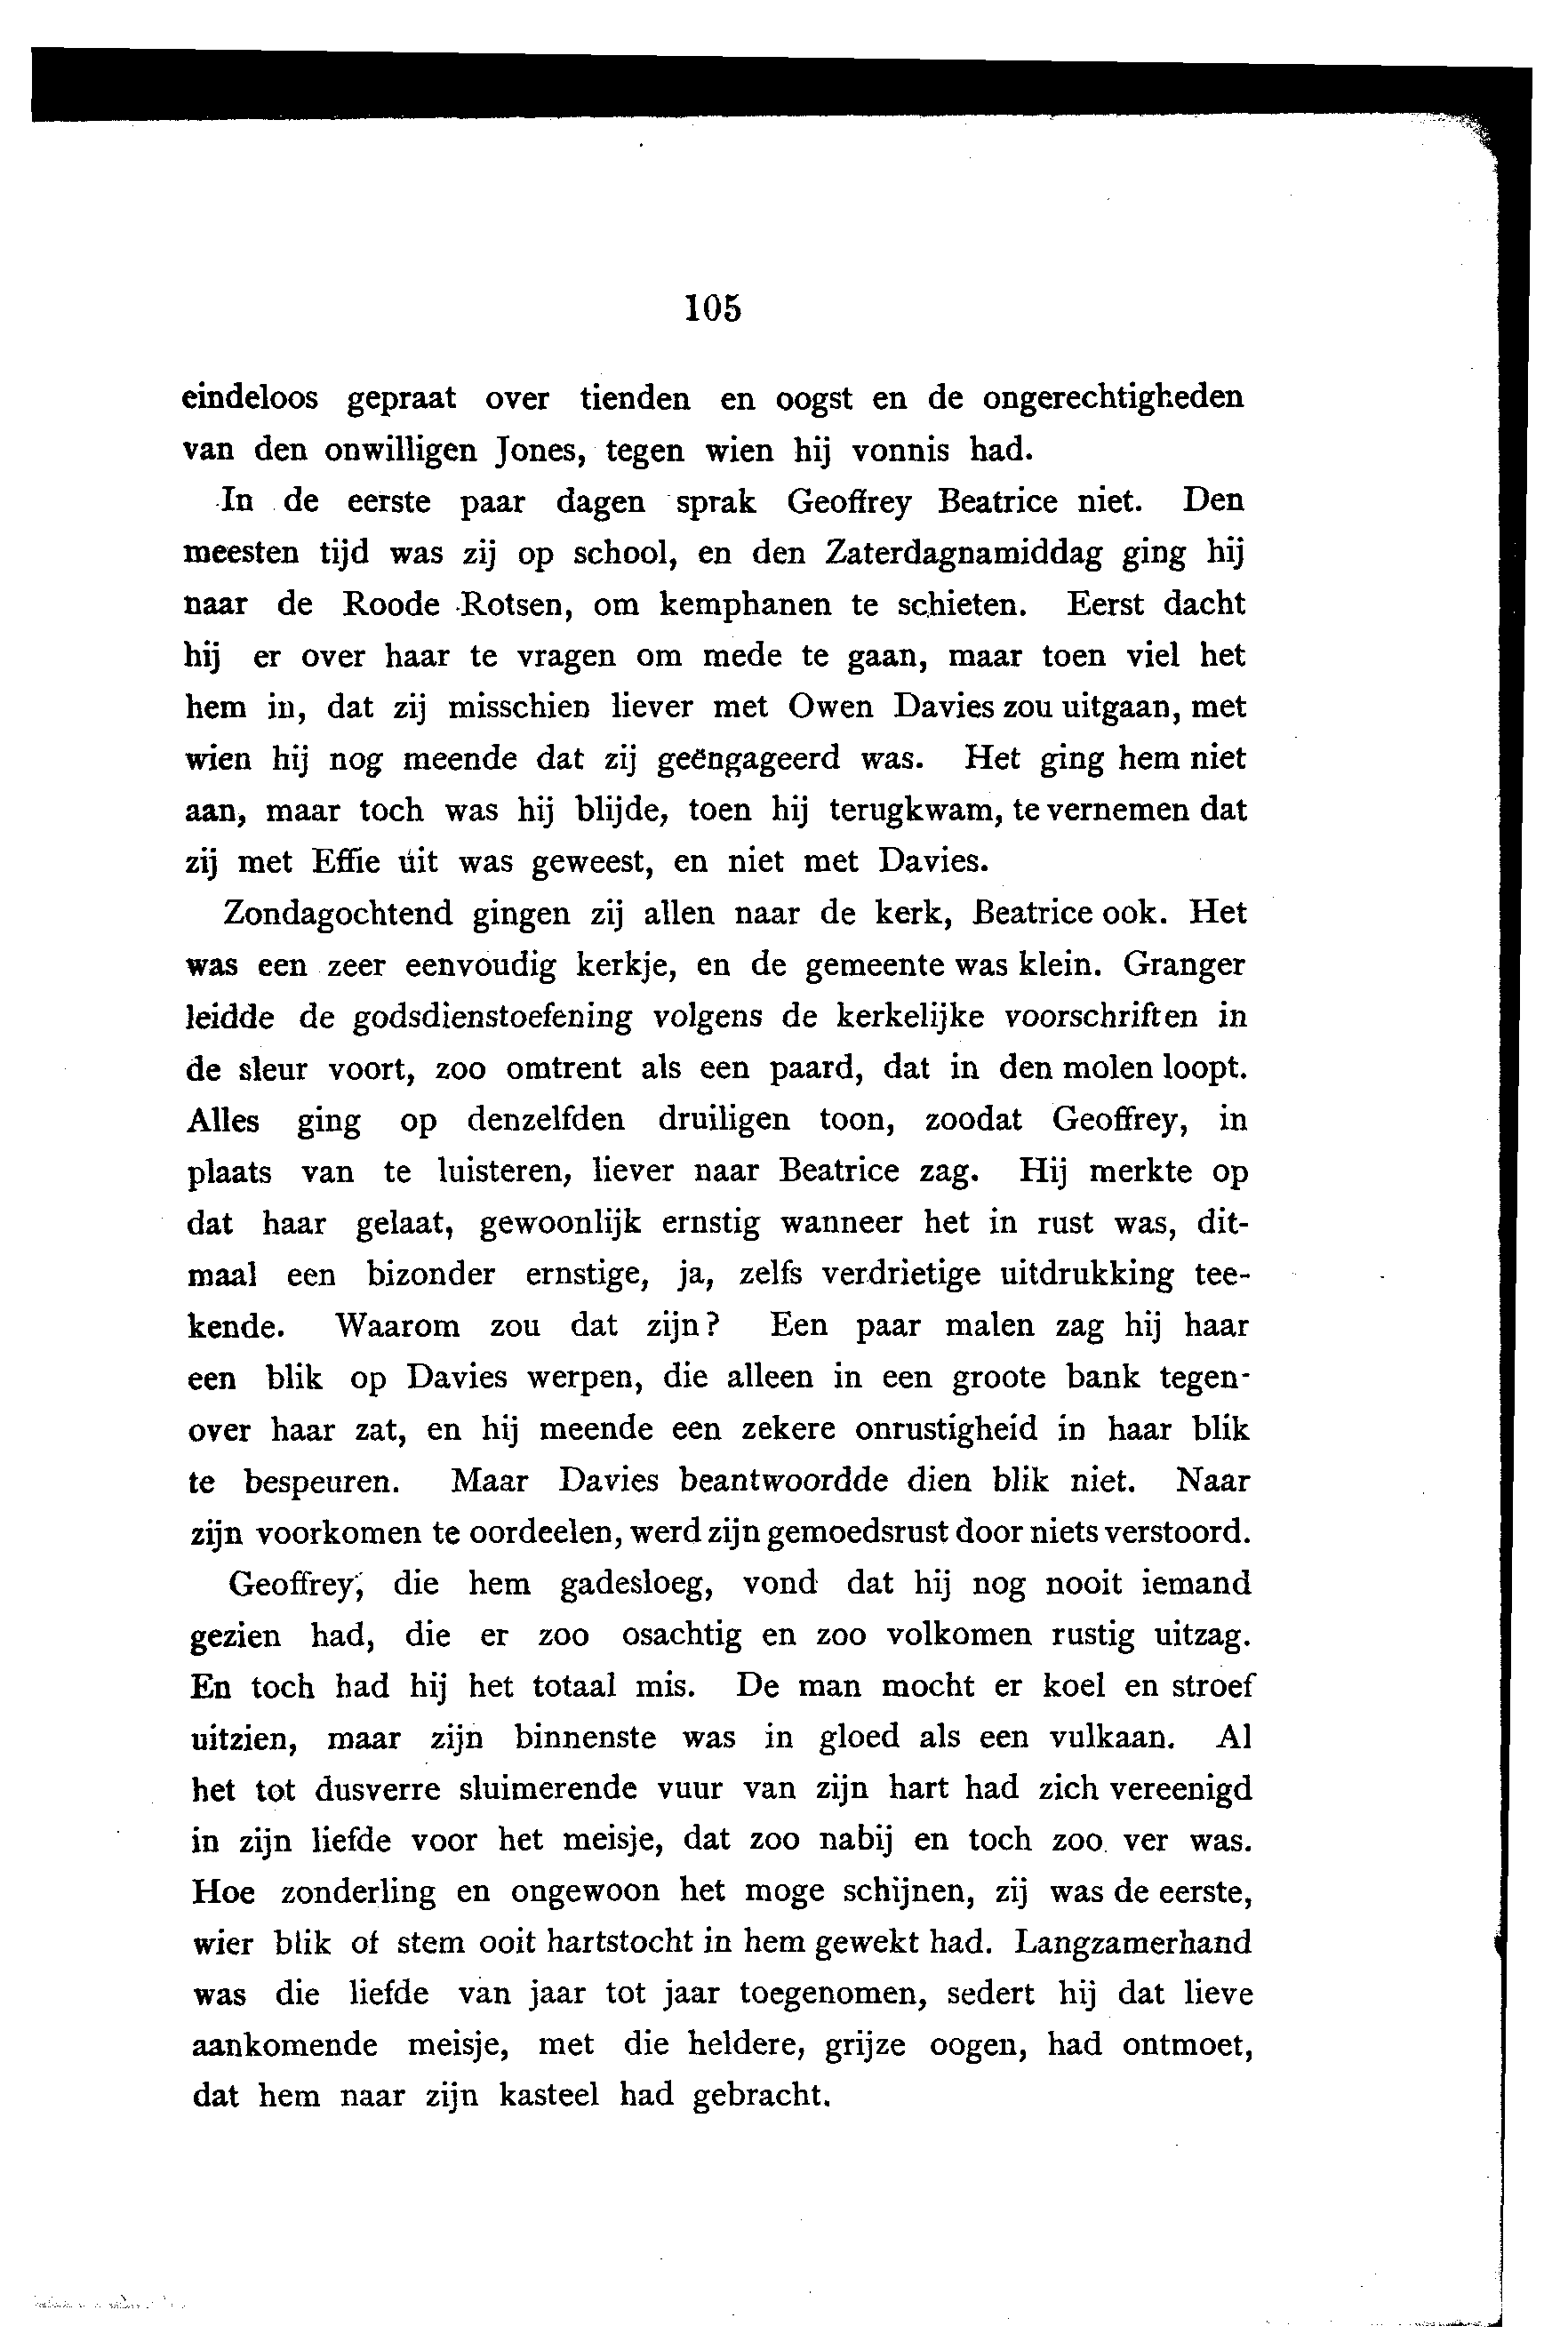 105
eindeloos gepraat over tienden en oogst en de ongerechtigheden
van den onwilligen Jones, tegen wien hij vonnis had.
In de eerste paar dagen sprak Geoffrey Beatrice niet. Den
meesten tijd was zij op school, en den Zaterdagnamiddag ging hij
naar de Roode Rotsen, om kemphanen te schieten. Eerst dacht
hij er over haar te vragen om mede te gaan, maar toen viel het
hem in, dat zij misschien liever met Owen Davies zou uitgaan, met
wien hij nog meende dat zij geëngageerd was. Het ging hem niet
aan, maar toch was hij blijde, toen hij terugkwam, te vernemen dat
zij met Effie uit was geweest, en niet met Davies.
Zondagochtend gingen zij allen naar de kerk, Beatrice ook. Het
was een zeer eenvoudig kerkje, en de gemeente was klein. Granger
leidde de godsdienstoefening volgens de kerkelijke voorschriften in
de sleur voort, zoo omtrent als een paard, dat in den molen loopt.
Alles ging op denzelfden druiligen toon, zoodat Geoffrey, in
plaats van te luisteren, liever naar Beatrice zag. Hij merkte op
dat haar gelaat, gewoonlijk ernstig wanneer het in rust was, dit-
maal een bizonder ernstige, ja, zelfs verdrietige uitdrukking tee-
kende. Waarom zou dat zijn? Een paar malen zag hij haar
een blik op Davies werpen, die alleen in een groote bank tegen-
over haar zat, en hij meende een zekere onrustigheid in haar blik
te bespeuren. Maar Davies beantwoordde dien blik niet. Naar
zijn voorkomen te oordeelen, werd zijn gemoedsrust door niets verstoord.
Geoffrey, die hem gadesloeg, vond dat hij nog nooit iemand
gezien had, die er zoo osachtig en zoo volkomen rustig uitzag.
En toch had hij het totaal mis. De man mocht er koel en stroef
uitzien, maar zijn binnenste was in gloed als een vulkaan. Al
het tot dusverre sluimerende vuur van zijn hart had zich vereenigd
in zijn liefde voor het meisje, dat zoo nabij en toch zoo ver was.
Hoe zonderling en ongewoon het moge schijnen, zij was de eerste,
wier blik of stem ooit hartstocht in hem gewekt had. Langzamerhand
was die liefde van jaar tot jaar toegenomen, sedert hij dat lieve
aankomende meisje, met die heldere, grijze oogen, had ontmoet,
dat hem naar zijn kasteel had gebracht.